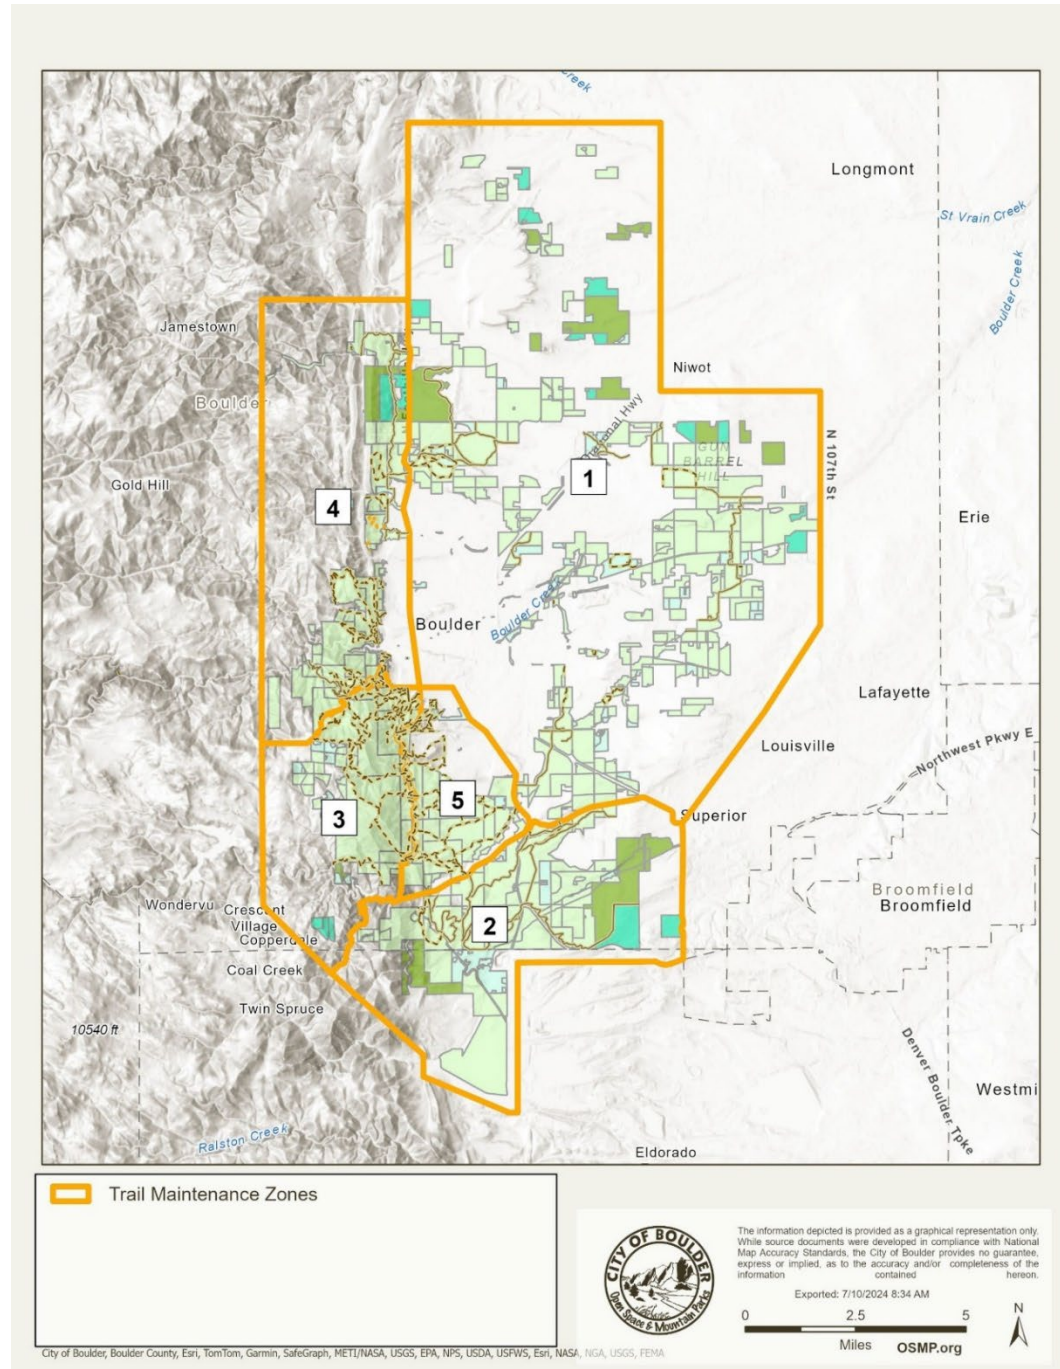 Creek
Longmont
St Vrain Creek
Boulder Creek
Jamestown
Niwot
Boulder
Diagonal Hwy
GUN
BARREL
HILL
N 107th St
1
Gold Hill
4
Erie
Boulder Creek
Boulder
Lafayette
Louisville
Northwest Pkwy E
5
3
Superior
Broomfield
Broomfield
Wondervu
Crescent
Village
2
Copperdale
Coal Creek
Twin Spruce
10540 ft
Denver Boulder Tpke
Westmi
Ralston Creek
Eldorado
Trail Maintenance Zones
CITY OF BOULDER
Open Space & Mountain Parks
The information depicted is provided as a graphical representation only.
While source documents were developed in compliance with National
Map Accuracy Standards, the City of Boulder provides no guarantee,
express or implied, as to the accuracy and/or completeness of the
information contained hereon.
Exported: 7/10/2024 8:34 AM
0 2.5 5
Miles
OSMP.org
N
City of Boulder, Boulder County, Esri, TomTom, Garmin, SafeGraph, METI/NASA, USGS, EPA, NPS, USDA, USFWS, Esri, NASA, NGA, USGS, FEMA